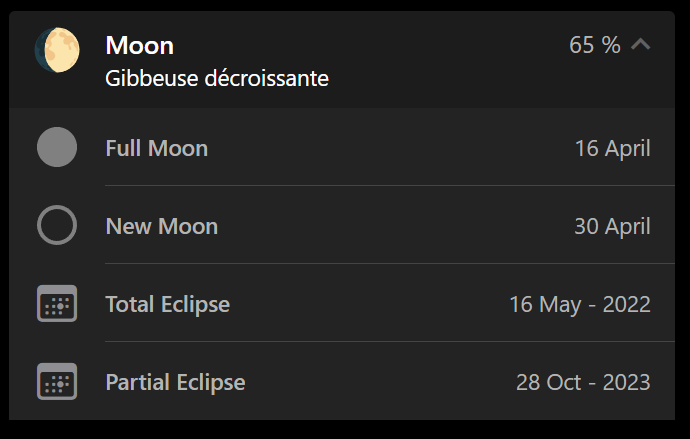 Moon 65 %
Gibbeuse décroissante
Full Moon 16 April
New Moon 30 April
Total Eclipse 16 May - 2022
Partial Eclipse 28 Oct - 2023